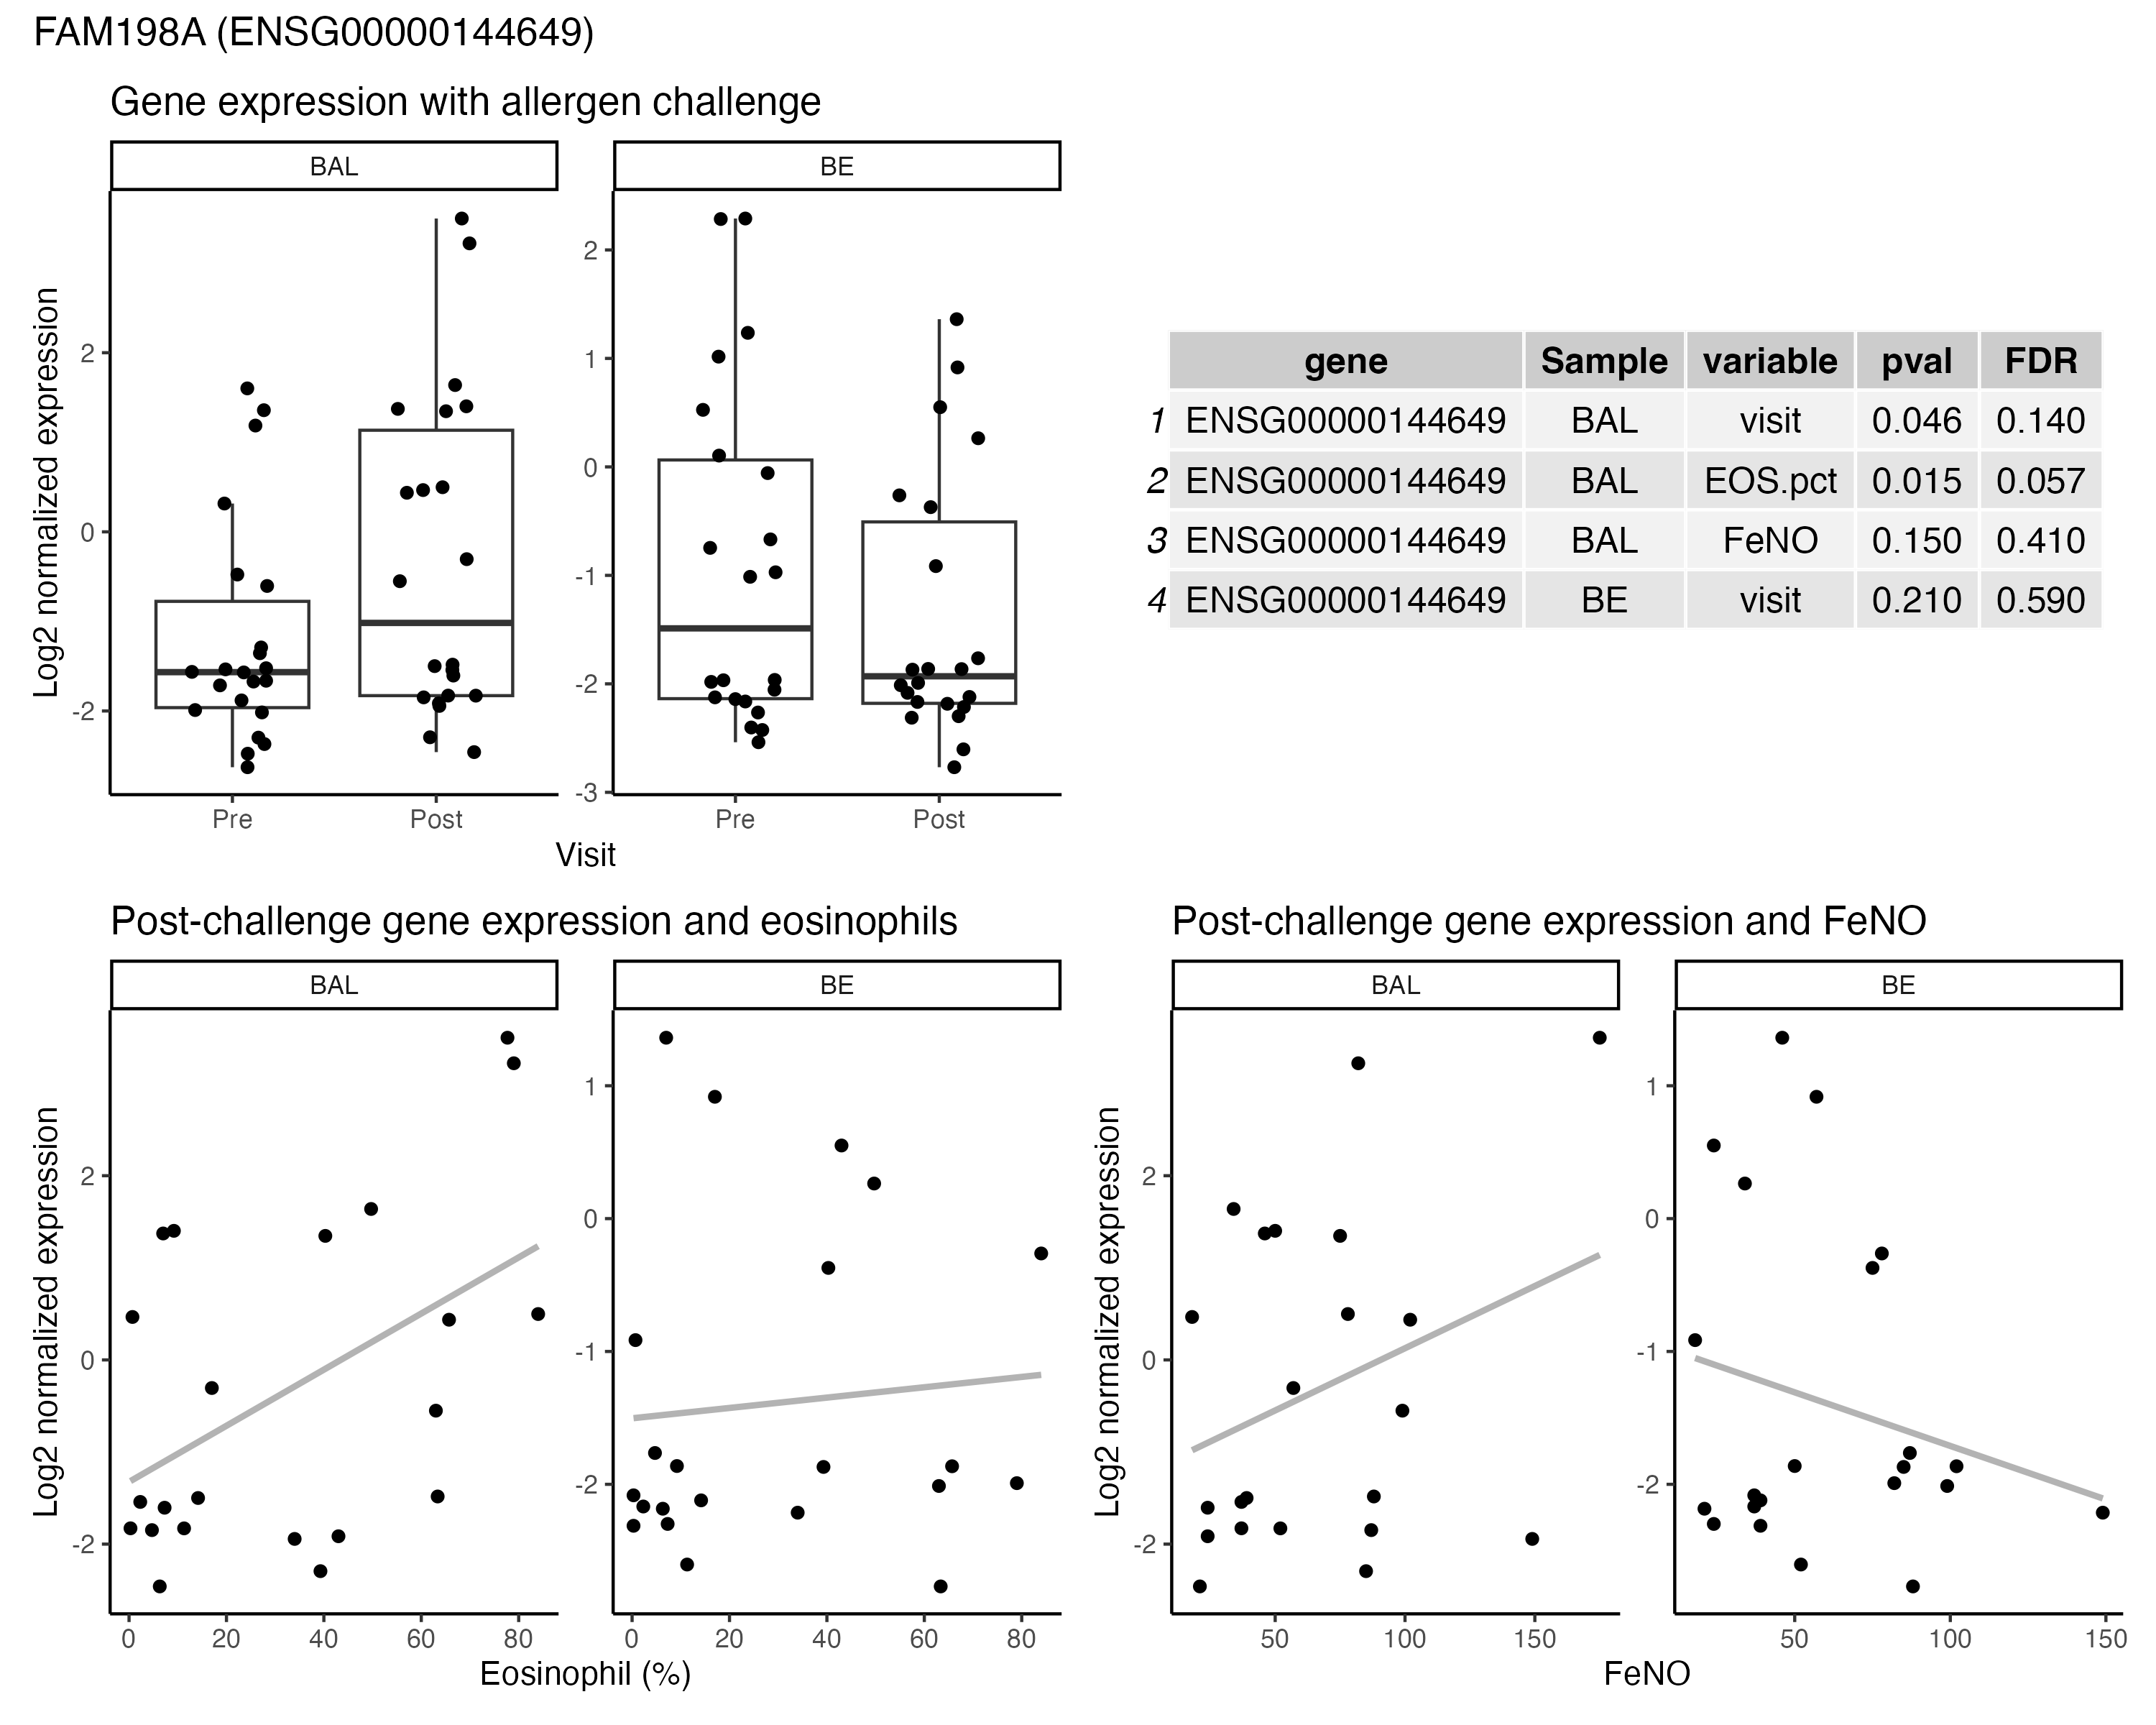 FAM198A (ENSG00000144649)
Gene expression with allergen challenge
BAL
BE
Log2 normalized expression
2
0
-2
2
1
0
-1
-2
-3
Pre
Post
Pre
Post
Visit
gene Sample variable pval FDR
1 ENSG00000144649 BAL visit 0.046 0.140
2 ENSG00000144649 BAL EOS.pct 0.015 0.057
3 ENSG00000144649 BAL FeNO 0.150 0.410
4 ENSG00000144649 BE visit 0.210 0.590
Post-challenge gene expression and eosinophils
BAL
BE
Log2 normalized expression
2
0
-2
1
0
-1
-2
0 20 40 60 80
0 20 40 60 80
Eosinophil (%)
Post-challenge gene expression and FeNO
BAL
BE
Log2 normalized expression
2
0
-2
1
0
-1
-2
50 100 150
50 100 150
FeNO